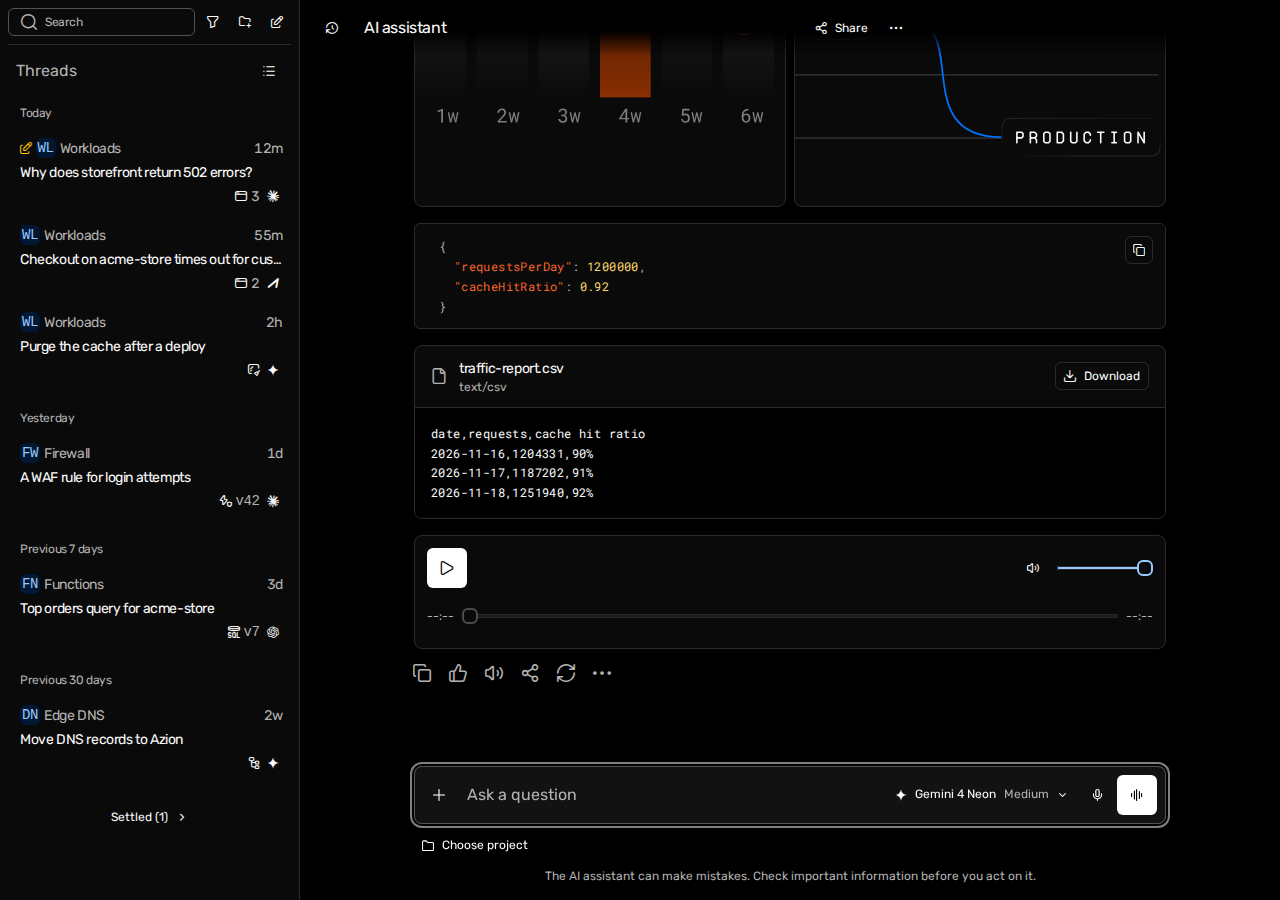 Search
AI assistant
Share
Threads
Today
WL Workloads 12m
Why does storefront return 502 errors?
3
WL Workloads 55m
Checkout on acme-store times out for cus…
2
WL Workloads 2h
Purge the cache after a deploy
Yesterday
FW Firewall 1d
A WAF rule for login attempts
v42
Previous 7 days
FN Functions 3d
Top orders query for acme-store
SQL v7
Previous 30 days
DN Edge DNS 2w
Move DNS records to Azion
Settled (1)
1w 2w 3w 4w 5w 6w
PRODUCTION
{
"requestsPerDay": 1200000,
"cacheHitRatio": 0.92
}
traffic-report.csv
text/csv
Download
date,requests,cache hit ratio
2026-11-16,1204331,90%
2026-11-17,1187202,91%
2026-11-18,1251940,92%
--:-- --:--
Ask a question
Gemini 4 Neon Medium
Choose project
The AI assistant can make mistakes. Check important information before you act on it.